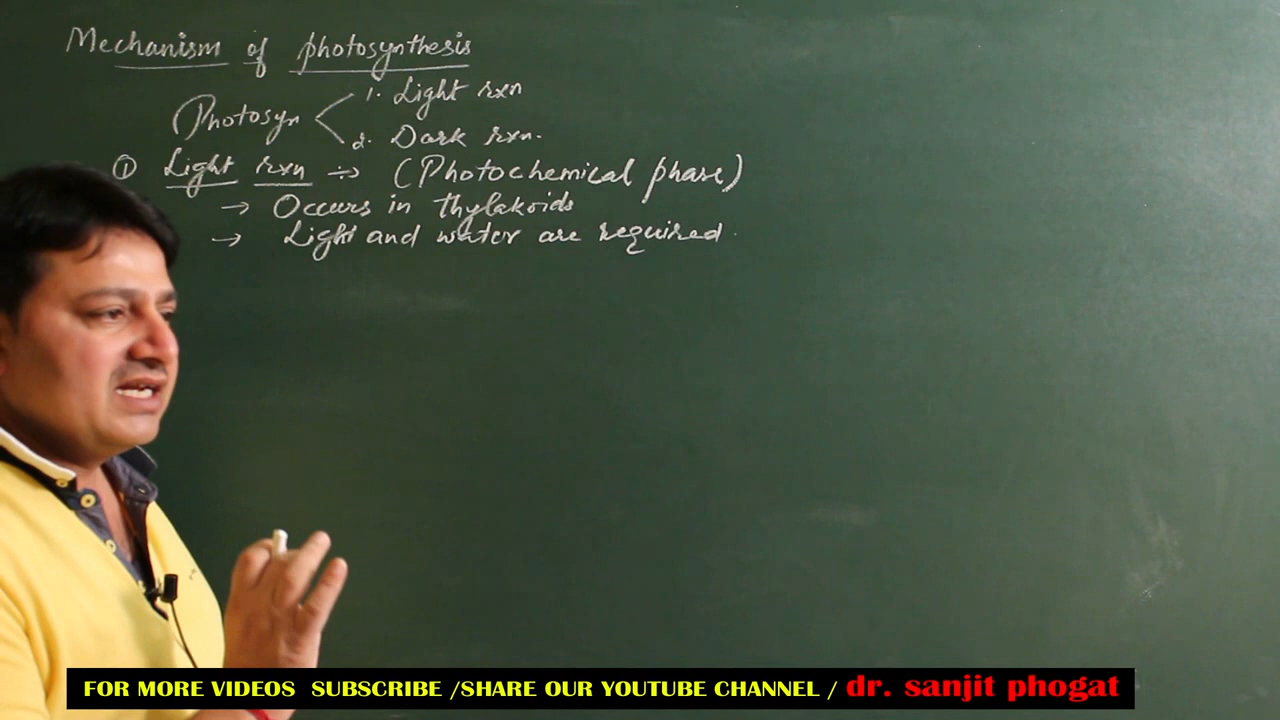 Mechanism of photosynthesis
1. Light rxn
Photosyn
2. Dark rxn.
① Light rxn ÷> (Photochemical phase)
→ Occurs in thylakoids
→ Light and water are required.
FOR MORE VIDEOS SUBSCRIBE /SHARE OUR YOUTUBE CHANNEL / dr. sanjit phogat